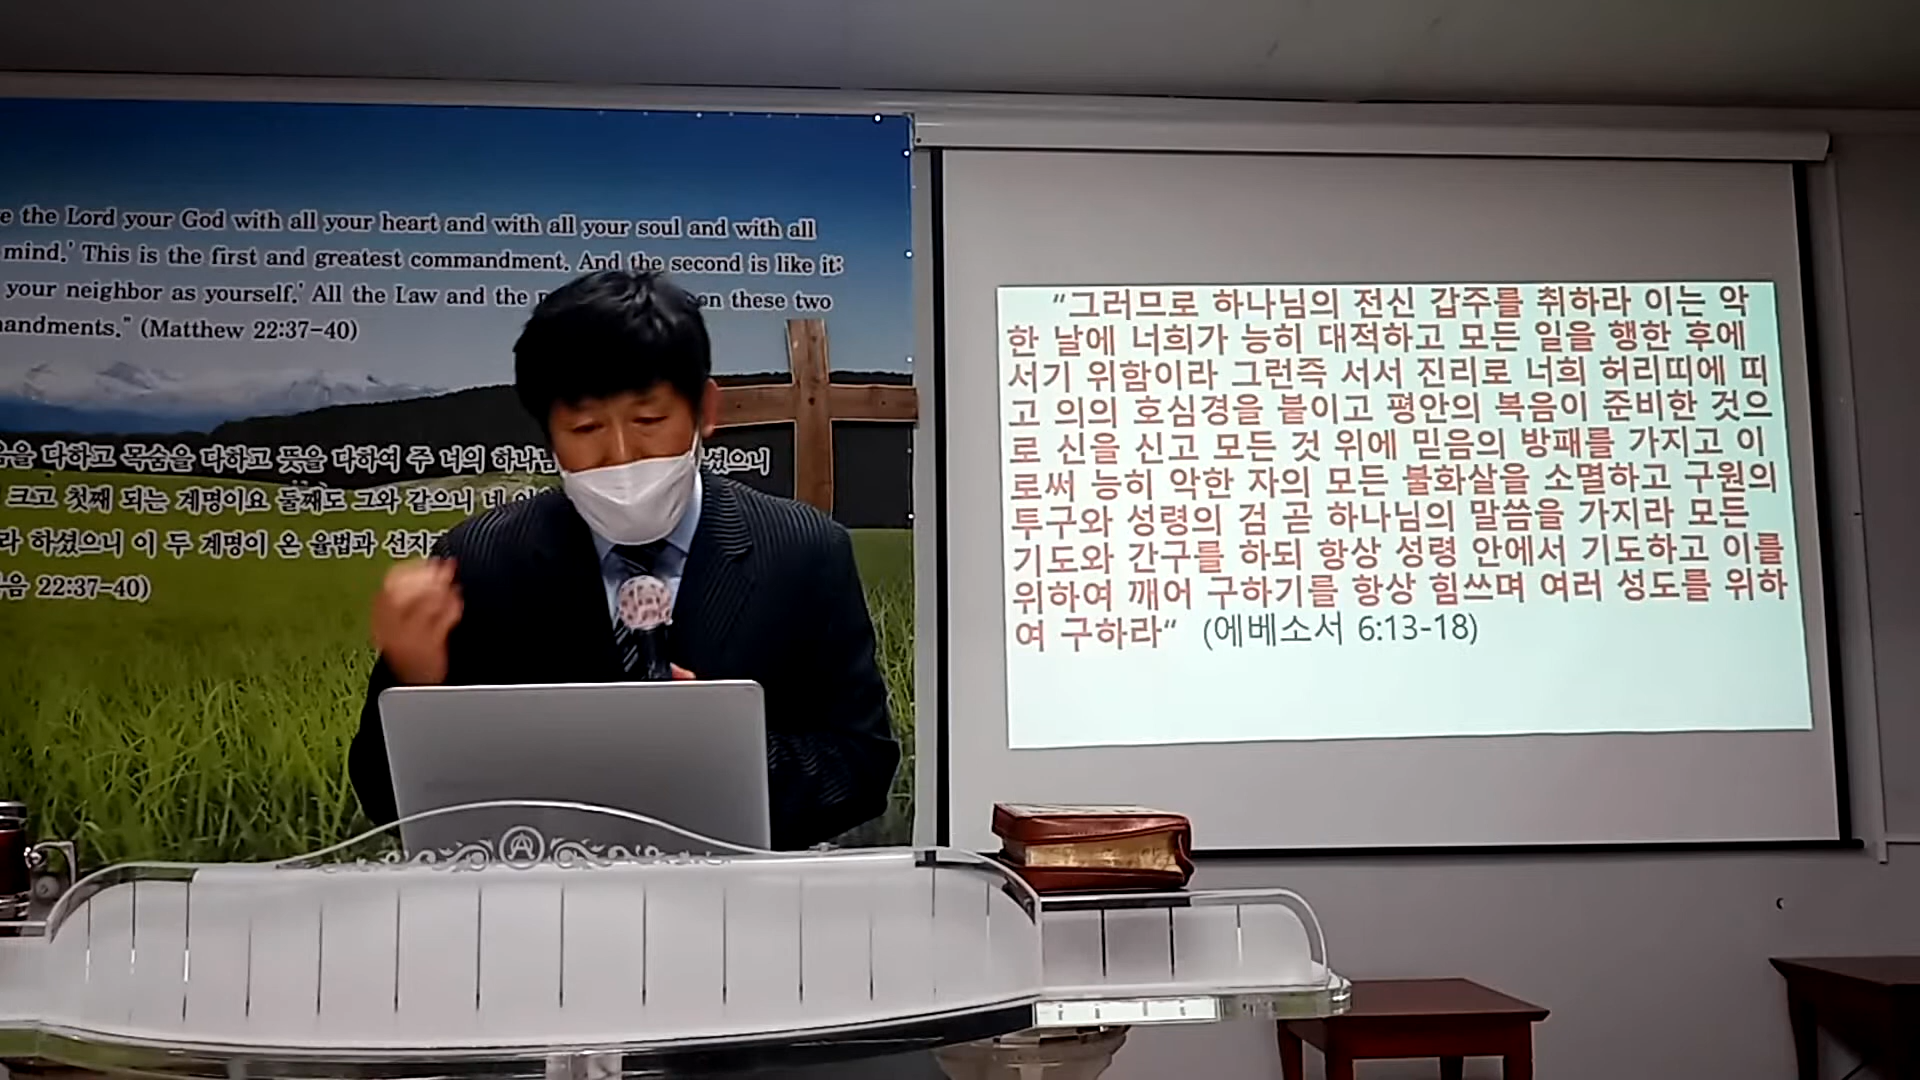 e the Lord your God with all your heart and with all your soul and with all
mind.' This is the first and greatest commandment. And the second is like it:
your neighbor as yourself.' All the Law and the on these two
andments." (Matthew 22:37-40)
을 다하고 목숨을 다하고 뜻을 다하여 주 너의 하나님 셨으니
크고 첫째 되는 계명이요 둘째도 그와 같으니 네
라 하셨으니 이 두 계명이 온 율법과 선지
음 22:37-40)
“그러므로 하나님의 전신 갑주를 취하라 이는 악
한 날에 너희가 능히 대적하고 모든 일을 행한 후에
서기 위함이라 그런즉 서서 진리로 너희 허리띠에 띠
고 의의 호심경을 붙이고 평안의 복음이 준비한 것으
로 신을 신고 모든 것 위에 믿음의 방패를 가지고 이
로써 능히 악한 자의 모든 불화살을 소멸하고 구원의
투구와 성령의 검 곧 하나님의 말씀을 가지라 모든
기도와 간구를 하되 항상 성령 안에서 기도하고 이를
위하여 깨어 구하기를 항상 힘쓰며 여러 성도를 위하
여 구하라“ (에베소서 6:13-18)